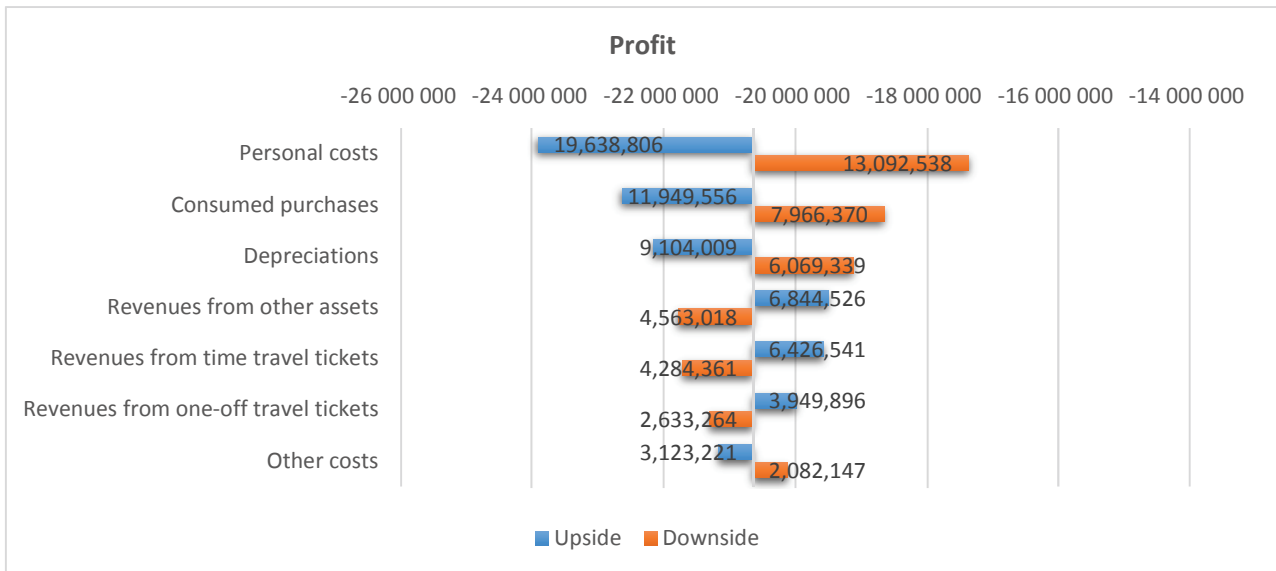 Profit
-26 000 000 -24 000 000 -22 000 000 -20 000 000 -18 000 000 -16 000 000 -14 000 000
Personal costs 19,638,806 13,092,538
Consumed purchases 11,949,556 7,966,370
Depreciations 9,104,009 6,069,339
Revenues from other assets 4,563,018 6,844,526
Revenues from time travel tickets 4,284,361 6,426,541
Revenues from one-off travel tickets 2,633,264 3,949,896
Other costs 3,123,221 2,082,147
Upside Downside